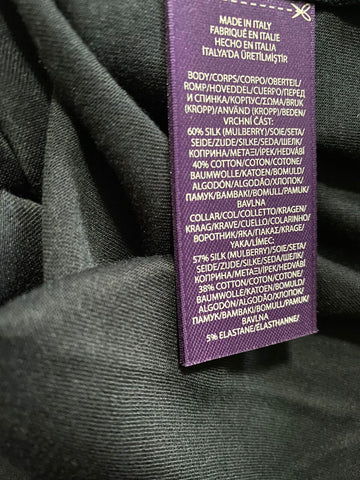 MADE IN ITALY
FABRIQUÉ EN ITALIE
HECHO EN ITALIA
İTALYA'DA ÜRETİLMİŞTİR
BODY/CORPS/CORPO/OBERTEIL/
ROMP/HOVEDDEL/CUERPO/ПЕРЕД
И СПИНКА/КОРПУС/ΣΩΜΑ/BRUK
(KROPP)/ANVÄND (KROPP)/BEDEN/
VRCHNÍ ČÁST:
60% SILK (MULBERRY)/SOIE/SETA/
SEIDE/ZIJDE/SILKE/SEDA/ШЕЛК/
КОПРИНА/ΜΕΤΑΞΙ/İPEK/HEDVÁBÍ
40% COTTON/COTON/COTONE/
BAUMWOLLE/KATOEN/BOMULD/
ALGODÓN/ALGODÃO/ХЛОПОК/
ПАМУК/ΒΑΜΒΑΚΙ/BOMULL/PAMUK/
BAVLNA
COLLAR/COL/COLLETTO/KRAGEN/
KRAAG/KRAVE/CUELLO/COLARINHO/
ВОРОТНИК/ЯКА/ΓΙΑΚΑΣ/KRAGE/
YAKA/LÍMEC:
57% SILK (MULBERRY)/SOIE/SETA/
SEIDE/ZIJDE/SILKE/SEDA/ШЕЛК/
КОПРИНА/ΜΕΤΑΞΙ/İPEK/HEDVÁBÍ
38% COTTON/COTON/COTONE/
BAUMWOLLE/KATOEN/BOMULD/
ALGODÓN/ALGODÃO/ХЛОПОК/
ПАМУК/ΒΑΜΒΑΚΙ/BOMULL/PAMUK/
BAVLNA
5% ELASTANE/ÉLASTHANNE/